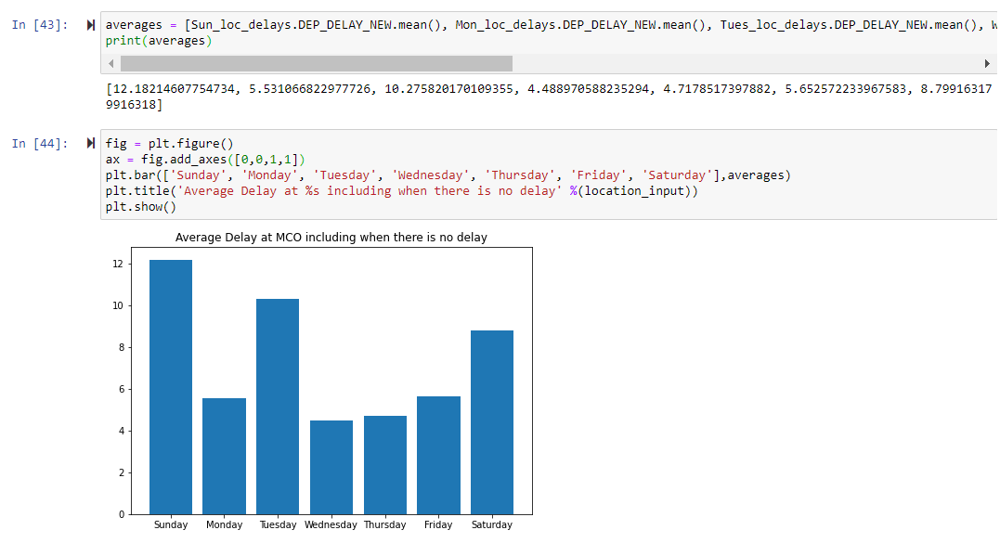 In [43]:
averages = [Sun_loc_delays.DEP_DELAY_NEW.mean(), Mon_loc_delays.DEP_DELAY_NEW.mean(), Tues_loc_delays.DEP_DELAY_NEW.mean(), W
print(averages)
[12.18214607754734, 5.531066822977726, 10.275820170109355, 4.488970588235294, 4.7178517397882, 5.652572233967583, 8.79916317
9916318]
In [44]:
fig = plt.figure()
ax = fig.add_axes([0,0,1,1])
plt.bar(['Sunday', 'Monday', 'Tuesday', 'Wednesday', 'Thursday', 'Friday', 'Saturday'],averages)
plt.title('Average Delay at %s including when there is no delay' %(location_input))
plt.show()
Average Delay at MCO including when there is no delay
12
10
8
6
4
2
0
Sunday Monday Tuesday Wednesday Thursday Friday Saturday